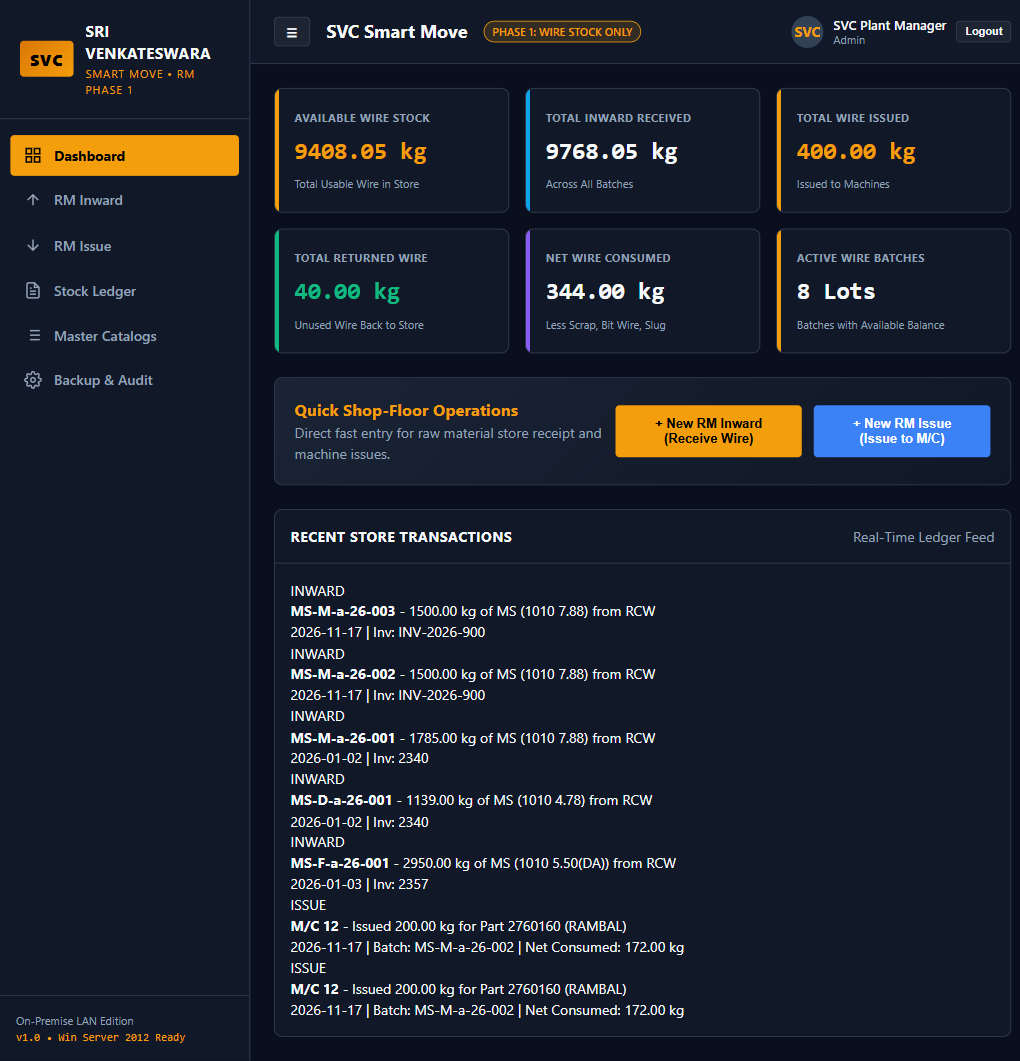 SVC
SRI
VENKATESWARA
SMART MOVE • RM
PHASE 1
Dashboard
RM Inward
RM Issue
Stock Ledger
Master Catalogs
Backup & Audit
On-Premise LAN Edition
v1.0 • Win Server 2012 Ready
SVC Smart Move
PHASE 1: WIRE STOCK ONLY
SVC
SVC Plant Manager
Admin
Logout
AVAILABLE WIRE STOCK
9408.05 kg
Total Usable Wire in Store
TOTAL INWARD RECEIVED
9768.05 kg
Across All Batches
TOTAL WIRE ISSUED
400.00 kg
Issued to Machines
TOTAL RETURNED WIRE
40.00 kg
Unused Wire Back to Store
NET WIRE CONSUMED
344.00 kg
Less Scrap, Bit Wire, Slug
ACTIVE WIRE BATCHES
8 Lots
Batches with Available Balance
Quick Shop-Floor Operations
Direct fast entry for raw material store receipt and
machine issues.
+ New RM Inward
(Receive Wire)
+ New RM Issue
(Issue to M/C)
RECENT STORE TRANSACTIONS
Real-Time Ledger Feed
INWARD
MS-M-a-26-003 - 1500.00 kg of MS (1010 7.88) from RCW
2026-11-17 | Inv: INV-2026-900
INWARD
MS-M-a-26-002 - 1500.00 kg of MS (1010 7.88) from RCW
2026-11-17 | Inv: INV-2026-900
INWARD
MS-M-a-26-001 - 1785.00 kg of MS (1010 7.88) from RCW
2026-01-02 | Inv: 2340
INWARD
MS-D-a-26-001 - 1139.00 kg of MS (1010 4.78) from RCW
2026-01-02 | Inv: 2340
INWARD
MS-F-a-26-001 - 2950.00 kg of MS (1010 5.50(DA)) from RCW
2026-01-03 | Inv: 2357
ISSUE
M/C 12 - Issued 200.00 kg for Part 2760160 (RAMBAL)
2026-11-17 | Batch: MS-M-a-26-002 | Net Consumed: 172.00 kg
ISSUE
M/C 12 - Issued 200.00 kg for Part 2760160 (RAMBAL)
2026-11-17 | Batch: MS-M-a-26-002 | Net Consumed: 172.00 kg